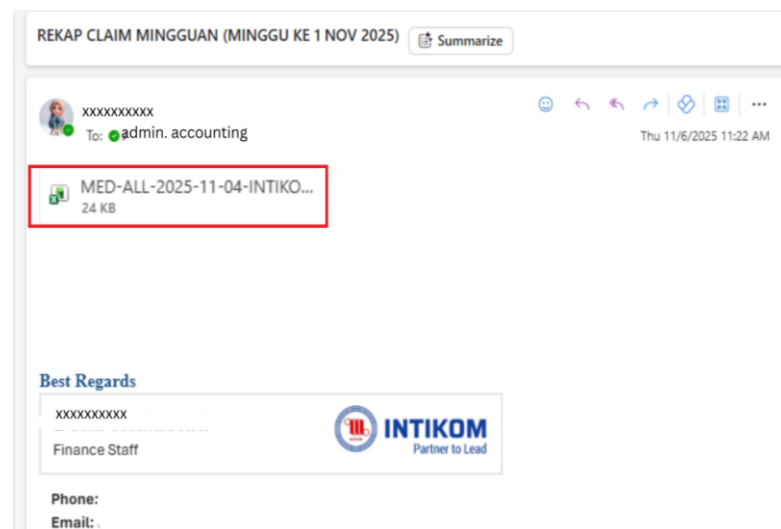 REKAP CLAIM MINGGUAN (MINGGU KE 1 NOV 2025)
Summarize
xxxxxxxxxx
To: admin. accounting
Thu 11/6/2025 11:22 AM
MED-ALL-2025-11-04-INTIKO...
24 KB
Best Regards
xxxxxxxxxx
Finance Staff
INTIKOM
Partner to Lead
Phone:
Email: